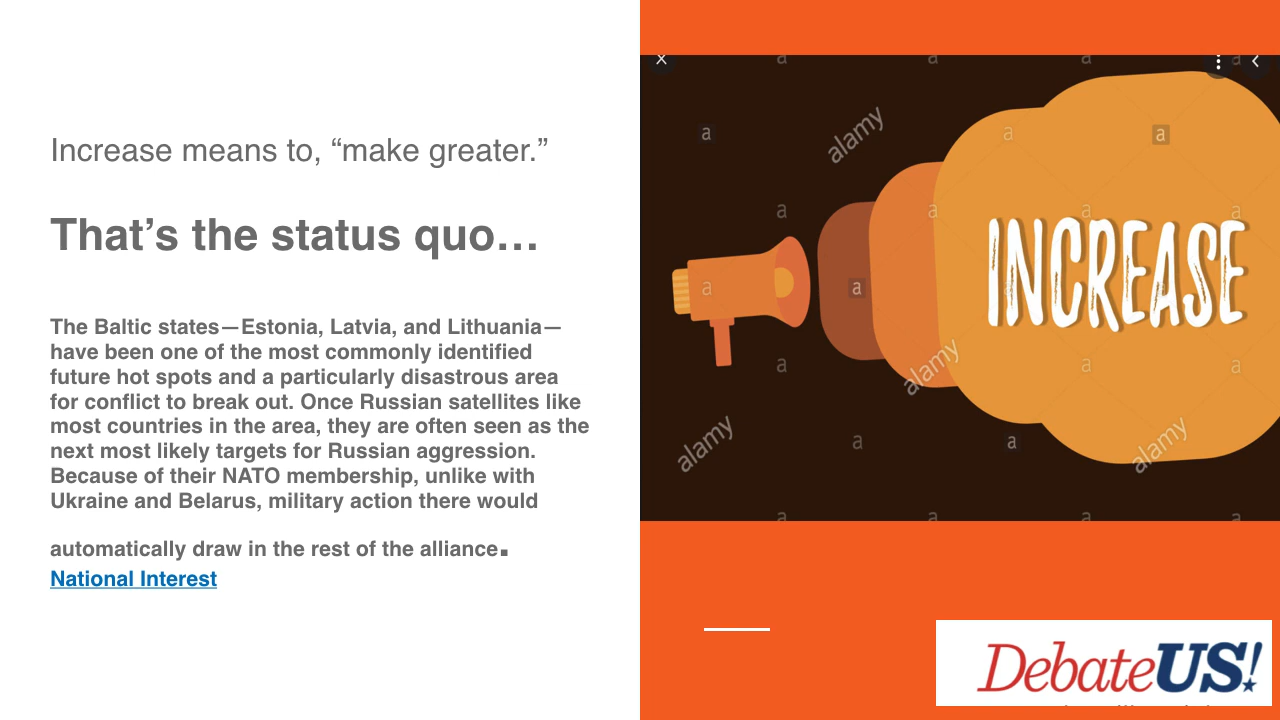 Increase means to, “make greater.”
That’s the status quo…
The Baltic states—Estonia, Latvia, and Lithuania—
have been one of the most commonly identified
future hot spots and a particularly disastrous area
for conflict to break out. Once Russian satellites like
most countries in the area, they are often seen as the
next most likely targets for Russian aggression.
Because of their NATO membership, unlike with
Ukraine and Belarus, military action there would
automatically draw in the rest of the alliance.
National Interest
a a a a
a alamy a a
a a a a
INCREASE
a a
a alamy a a
alamy a a alamy
a a a a
DebateUS!